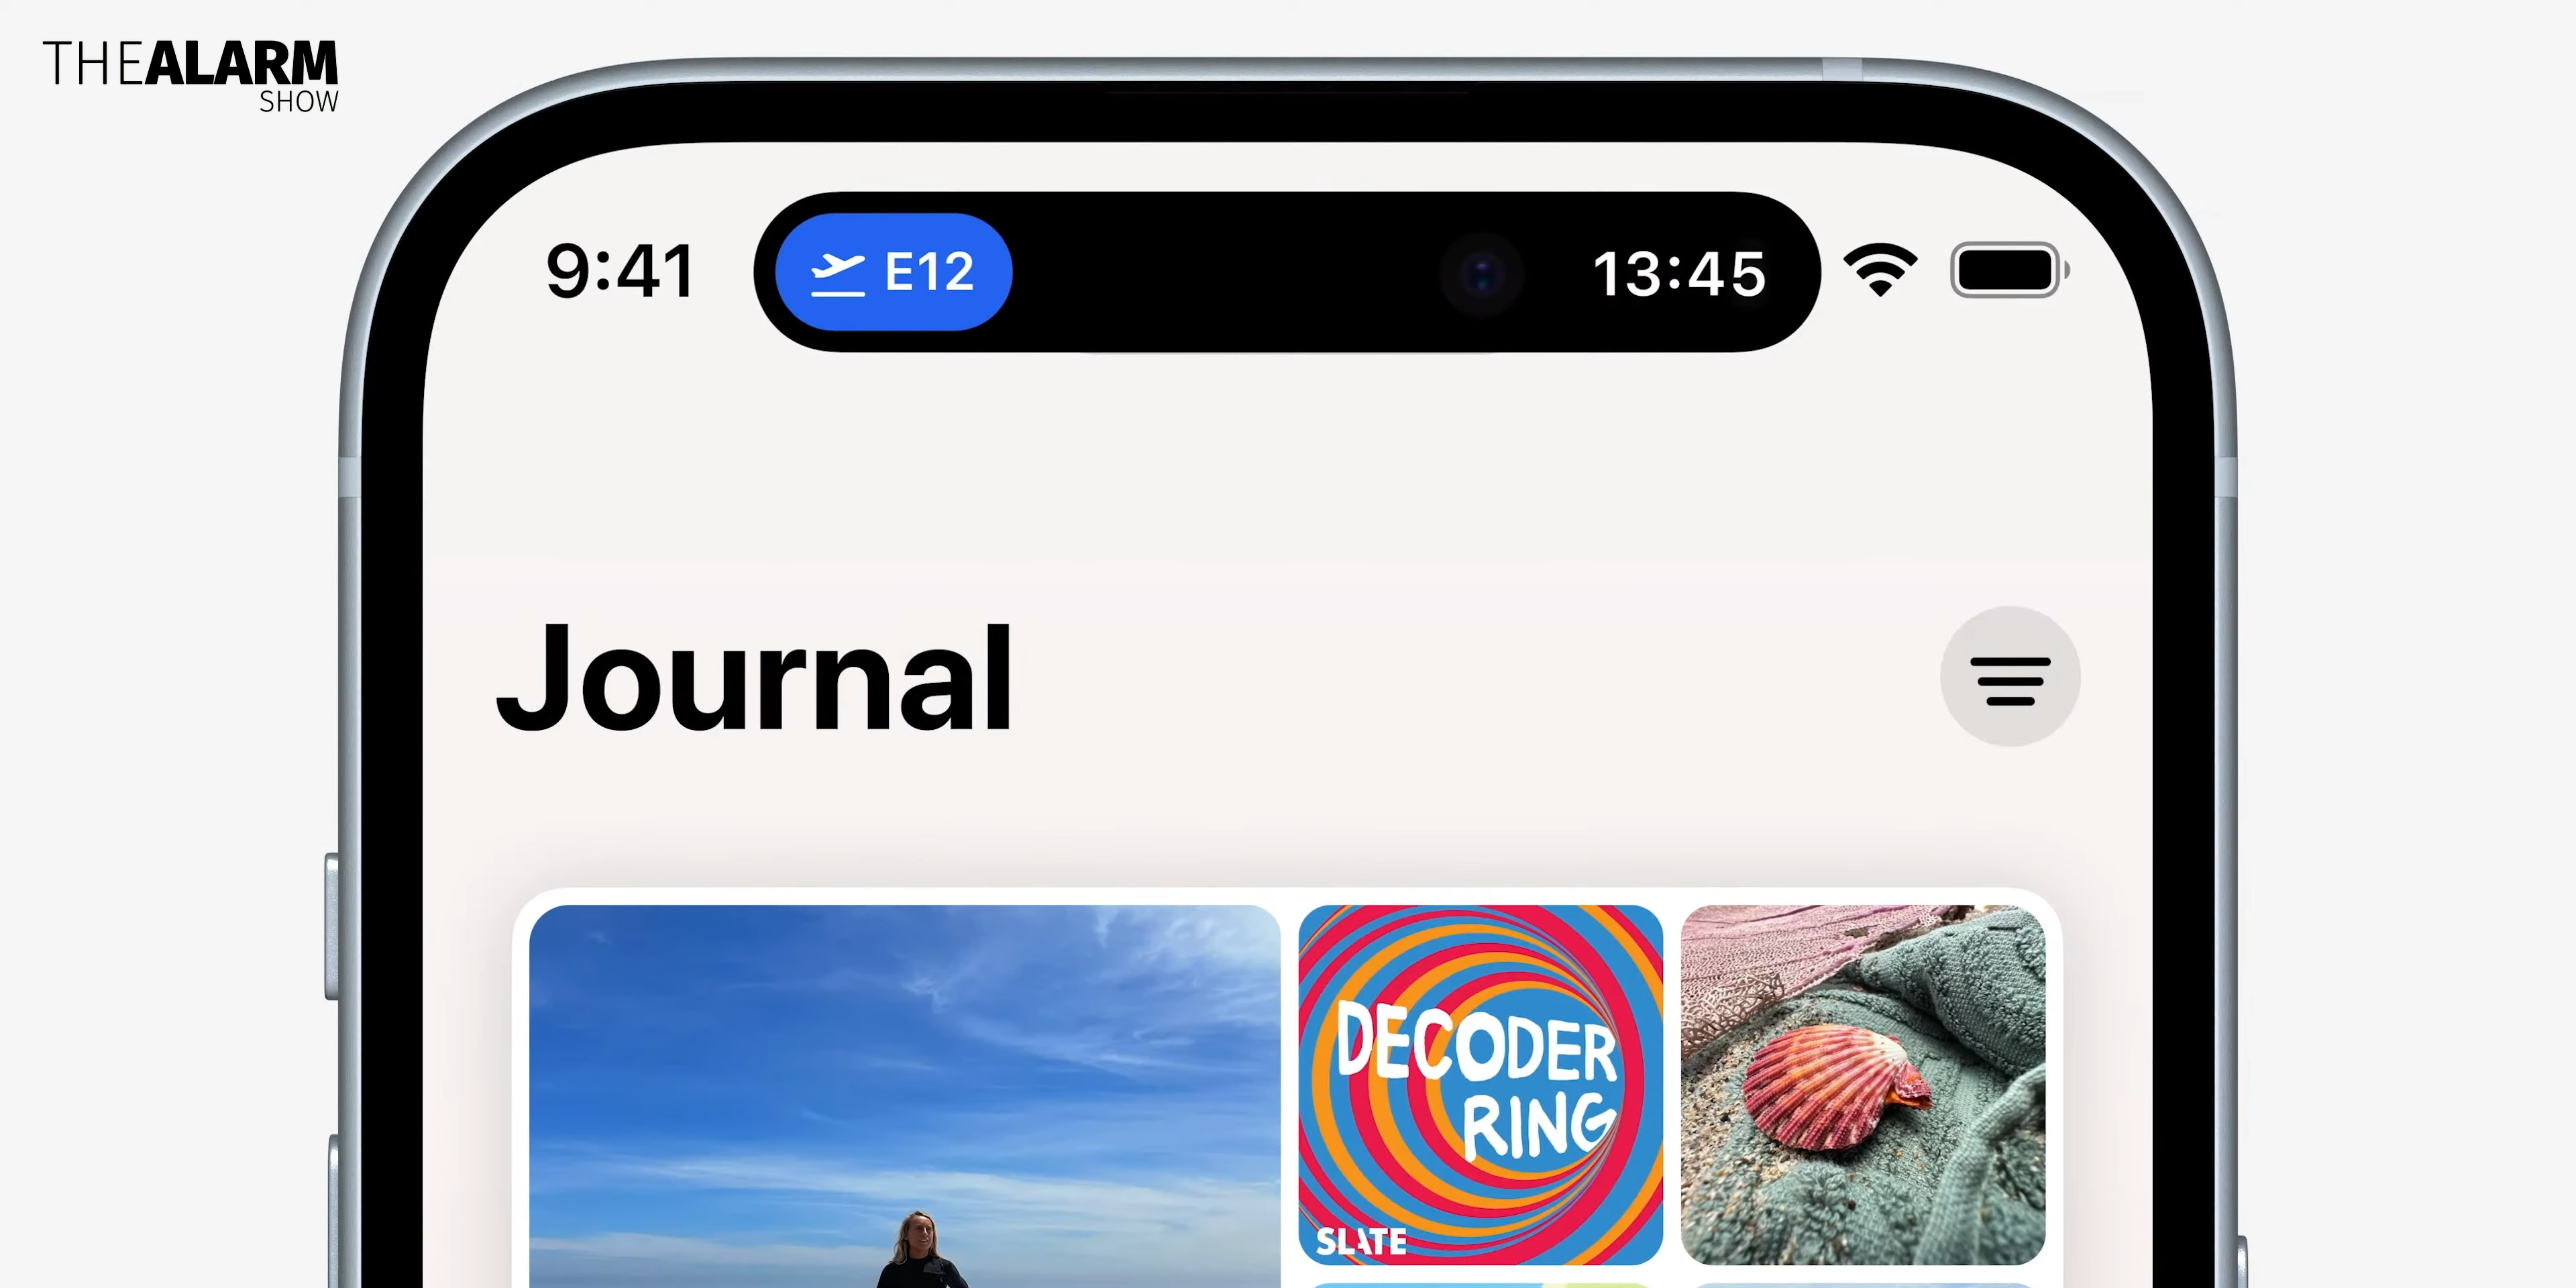 THEALARM
SHOW
9:41
E12
13:45
Journal
DECODER
RING
SLATE